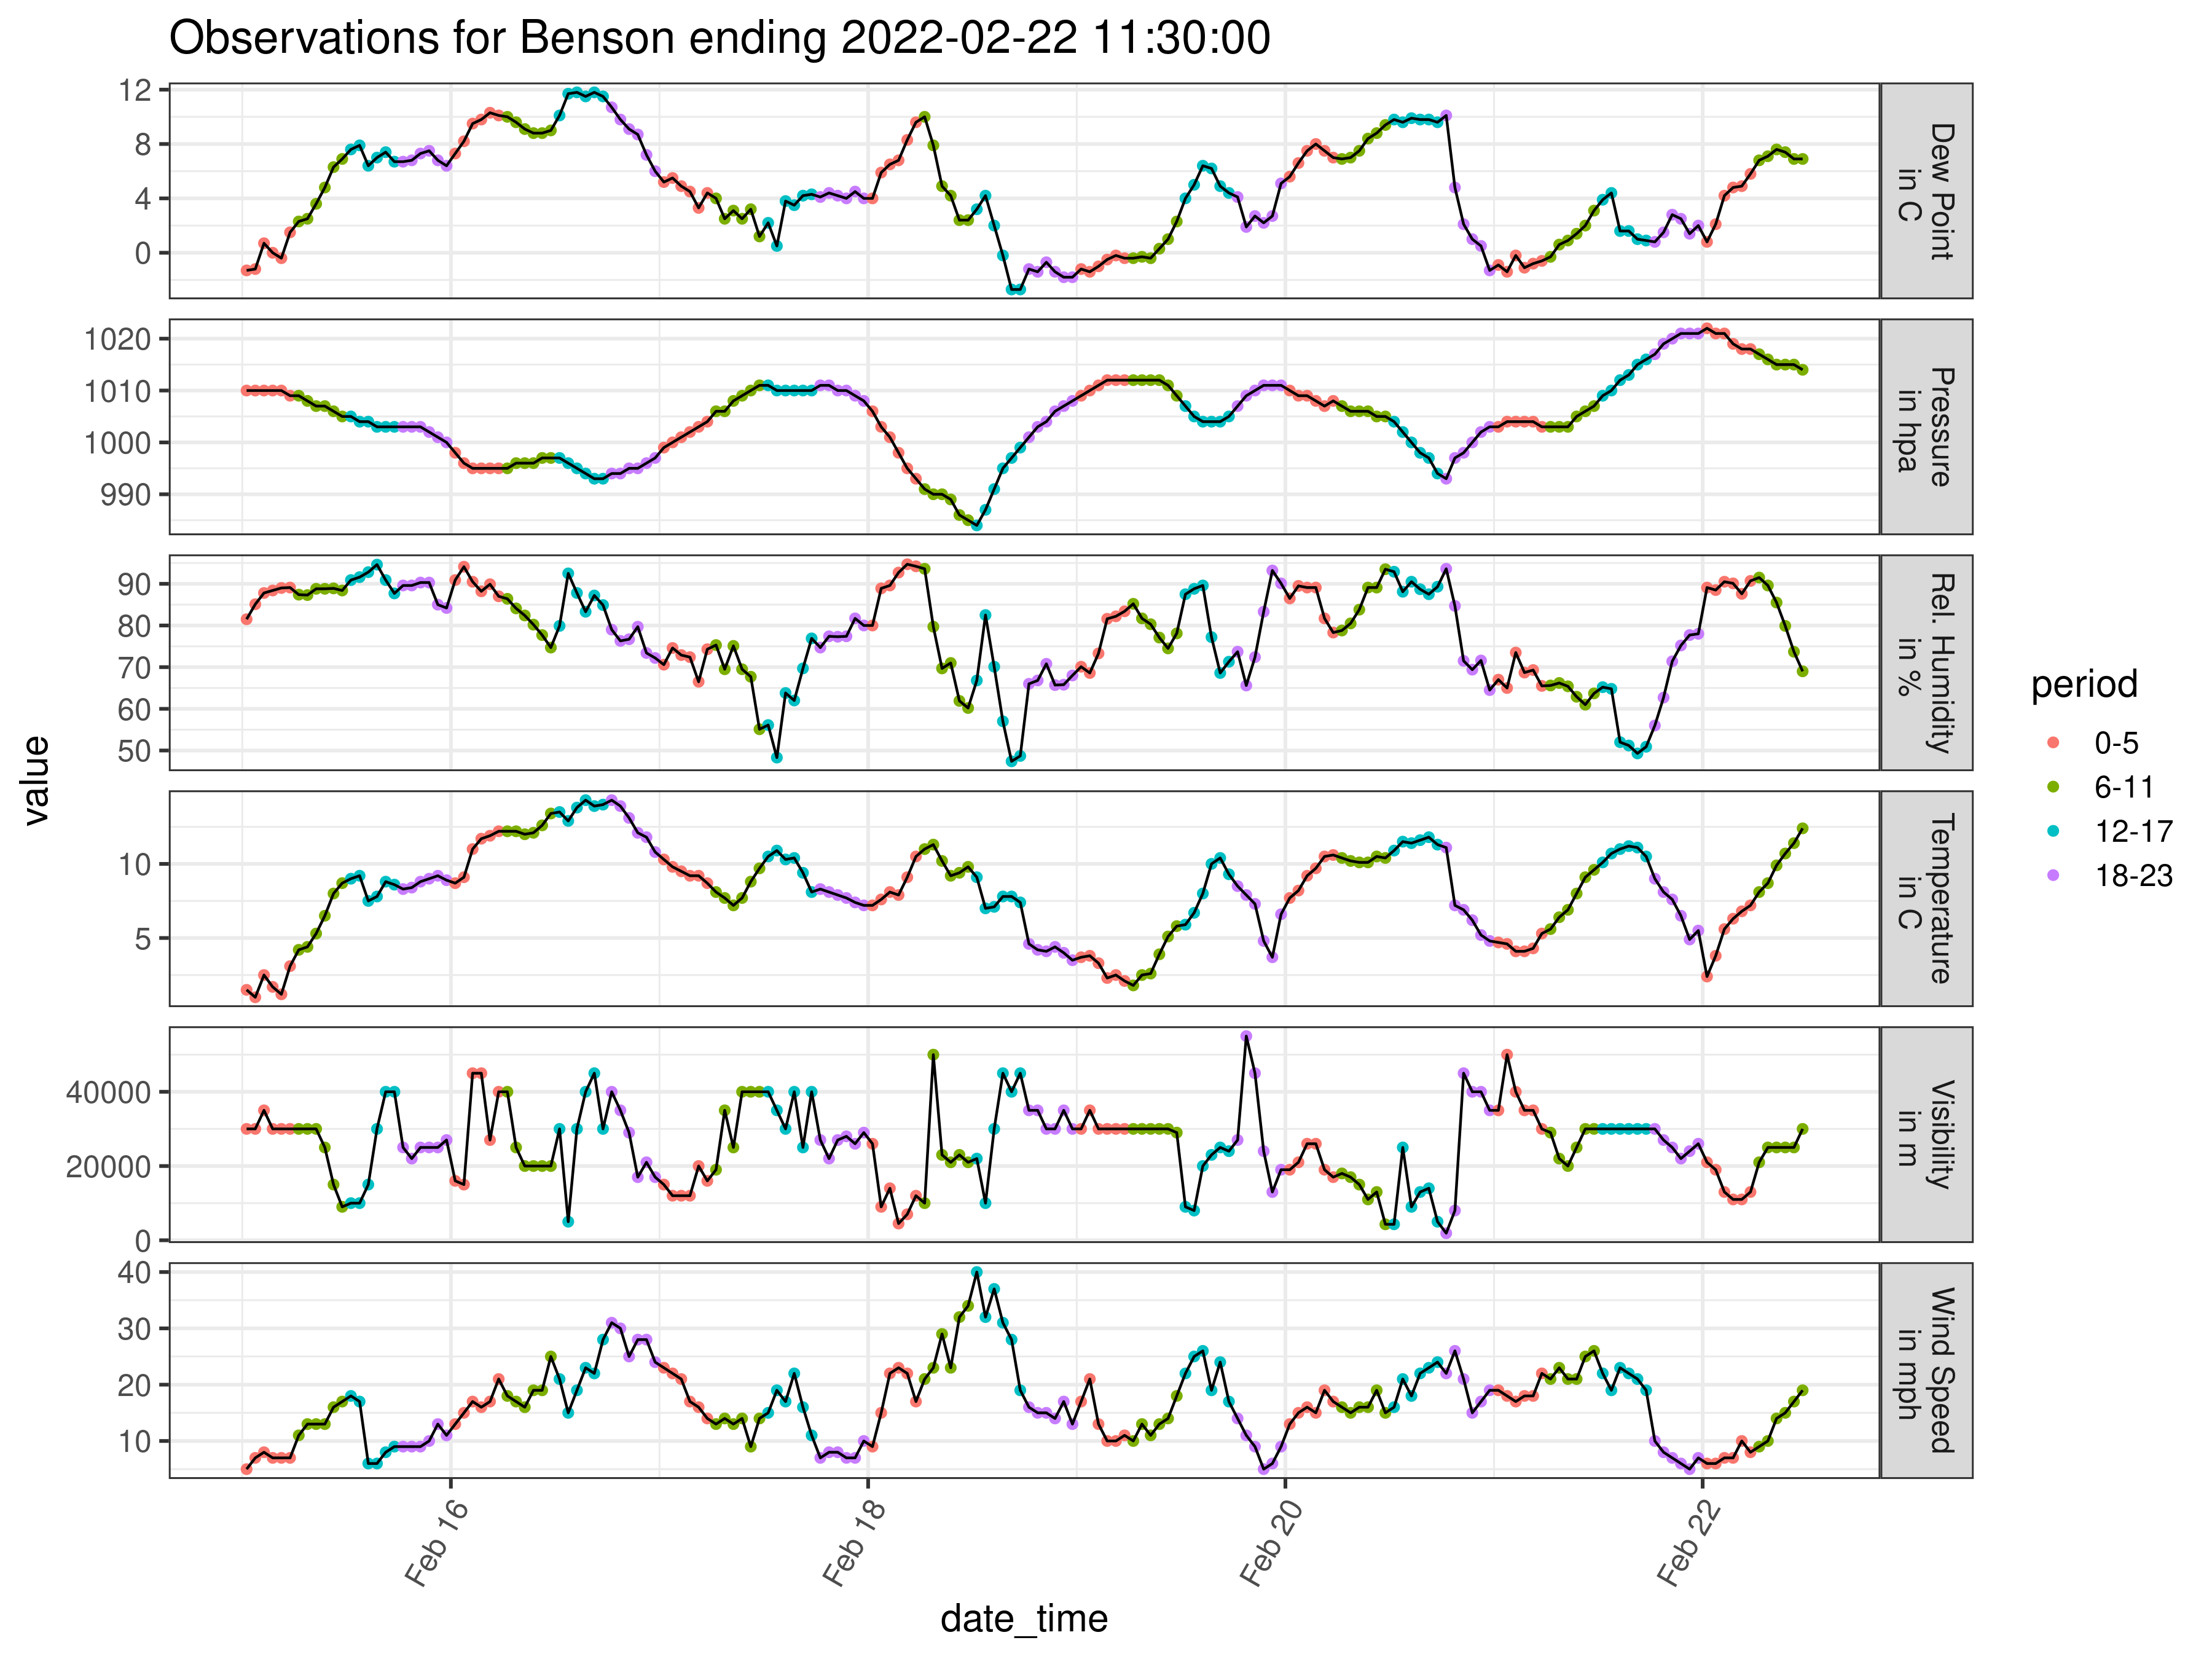 Observations for Benson ending 2022-02-22 11:30:00
value
12
8
4
0
Dew Point
in C
1020
1010
1000
990
Pressure
in hpa
90
80
70
60
50
Rel. Humidity
in %
10
5
Temperature
in C
40000
20000
0
Visibility
in m
40
30
20
10
Wind Speed
in mph
Feb 16
Feb 18
Feb 20
Feb 22
date_time
period
0-5
6-11
12-17
18-23